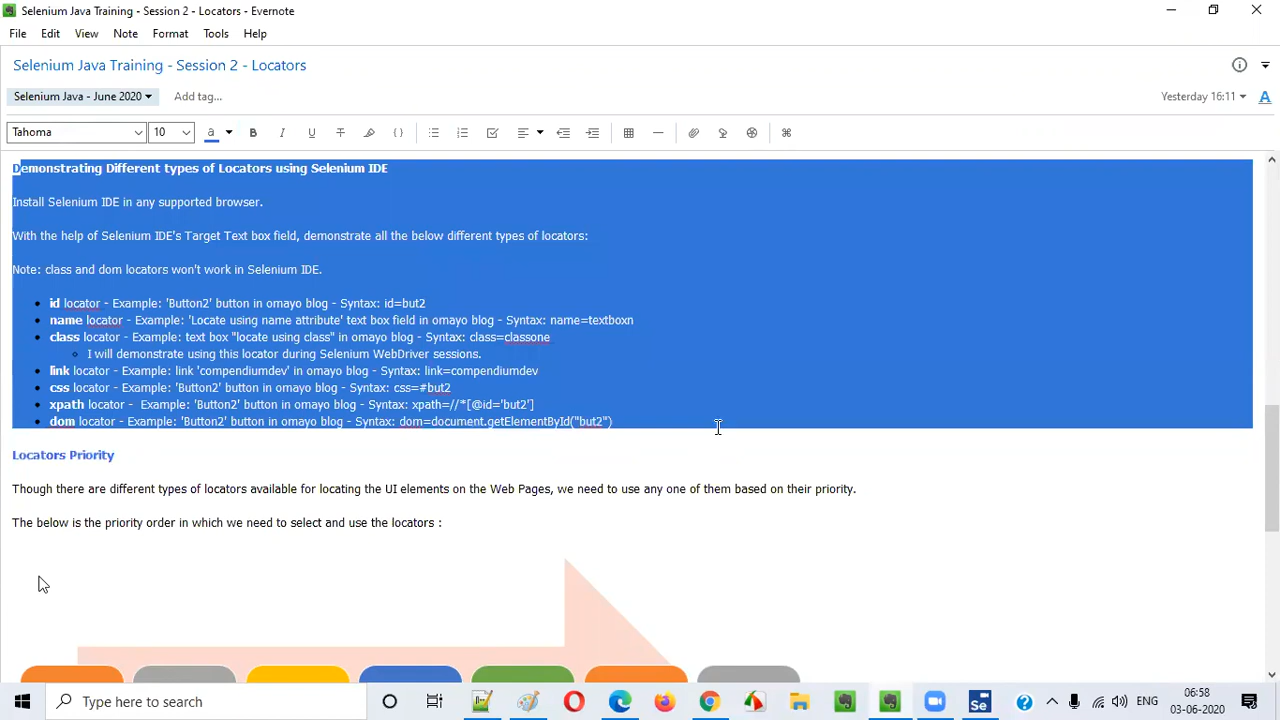 Selenium Java Training - Session 2 - Locators - Evernote
File Edit View Note Format Tools Help
Selenium Java Training - Session 2 - Locators
Selenium Java - June 2020 Add tag... Yesterday 16:11
Tahoma 10 a B I U T
Demonstrating Different types of Locators using Selenium IDE
Install Selenium IDE in any supported browser.
With the help of Selenium IDE's Target Text box field, demonstrate all the below different types of locators:
Note: class and dom locators won't work in Selenium IDE.
id locator - Example: 'Button2' button in omayo blog - Syntax: id=but2
name locator - Example: 'Locate using name attribute' text box field in omayo blog - Syntax: name=textboxn
class locator - Example: text box "locate using class" in omayo blog - Syntax: class=classone
I will demonstrate using this locator during Selenium WebDriver sessions.
link locator - Example: link 'compendiumdev' in omayo blog - Syntax: link=compendiumdev
css locator - Example: 'Button2' button in omayo blog - Syntax: css=#but2
xpath locator -  Example: 'Button2' button in omayo blog - Syntax: xpath=//*[@id='but2']
dom locator - Example: 'Button2' button in omayo blog - Syntax: dom=document.getElementById("but2")
Locators Priority
Though there are different types of locators available for locating the UI elements on the Web Pages, we need to use any one of them based on their priority.
The below is the priority order in which we need to select and use the locators :
Type here to search Se ENG 06:58
03-06-2020